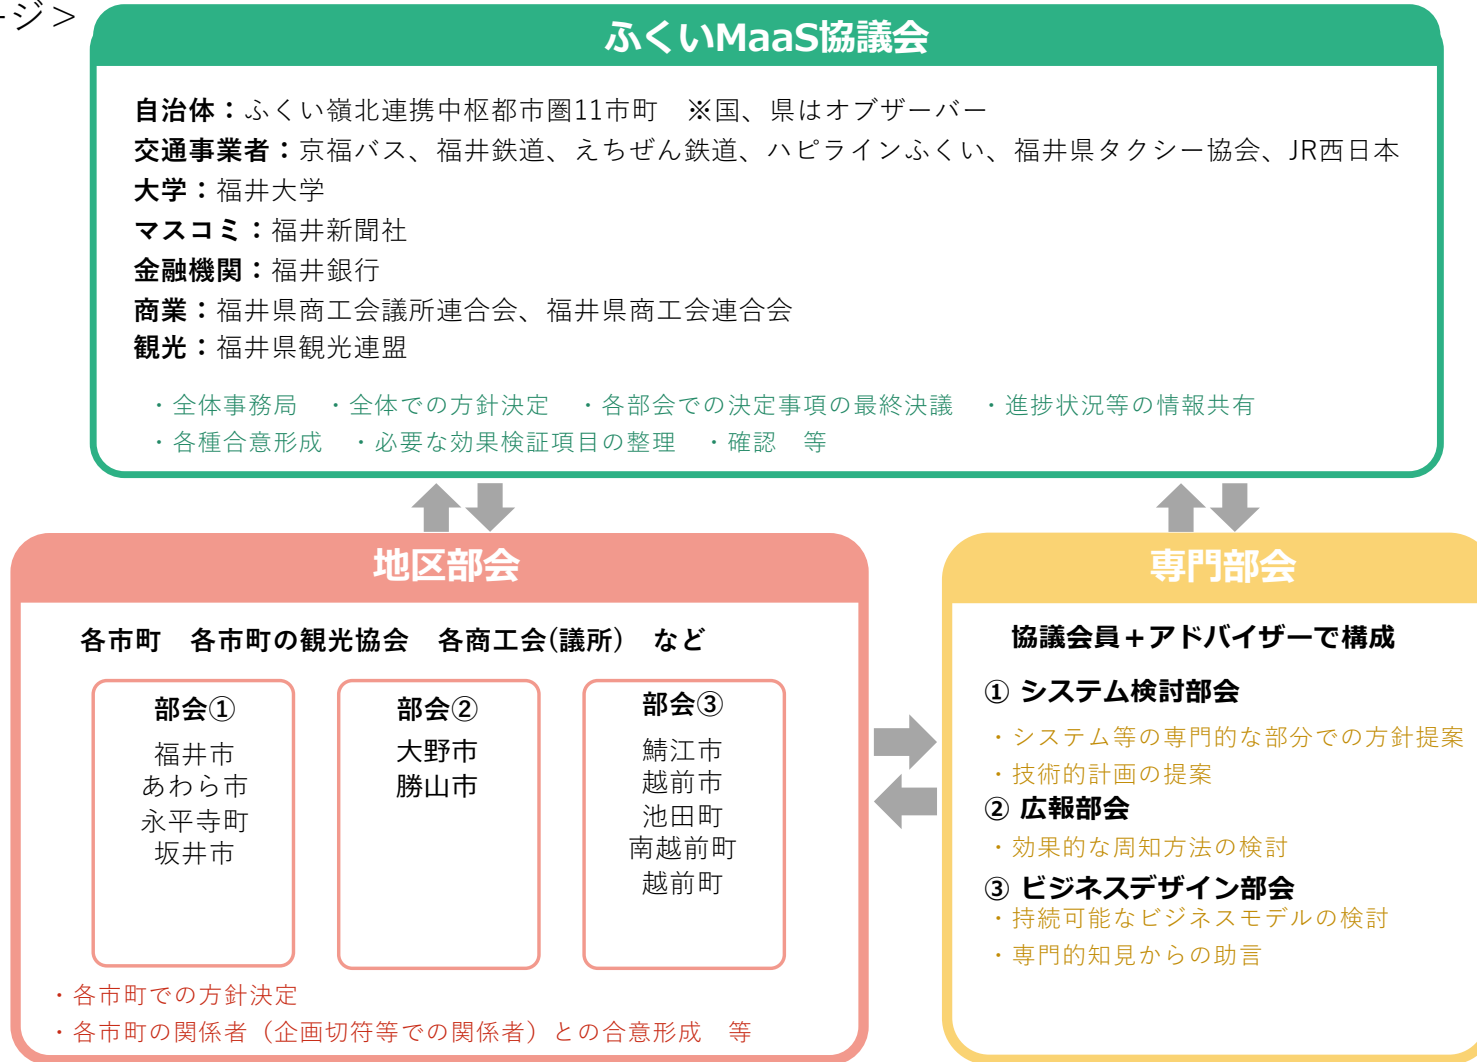 ージ＞
ふくいMaaS協議会
自治体：ふくい嶺北連携中枢都市圏11市町　※国、県はオブザーバー
交通事業者：京福バス、福井鉄道、えちぜん鉄道、ハピラインふくい、福井県タクシー協会、JR西日本
大学：福井大学
マスコミ：福井新聞社
金融機関：福井銀行
商業：福井県商工会議所連合会、福井県商工会連合会
観光：福井県観光連盟
・全体事務局　・全体での方針決定　・各部会での決定事項の最終決議　・進捗状況等の情報共有
・各種合意形成　・必要な効果検証項目の整理　・確認　等
地区部会
各市町　各市町の観光協会　各商工会(議所)　など
部会①
福井市
あわら市
永平寺町
坂井市
部会②
大野市
勝山市
部会③
鯖江市
越前市
池田町
南越前町
越前町
・各市町での方針決定
・各市町の関係者（企画切符等での関係者）との合意形成　等
専門部会
協議会員＋アドバイザーで構成
① システム検討部会
・システム等の専門的な部分での方針提案
・技術的計画の提案
② 広報部会
・効果的な周知方法の検討
③ ビジネスデザイン部会
・持続可能なビジネスモデルの検討
・専門的知見からの助言